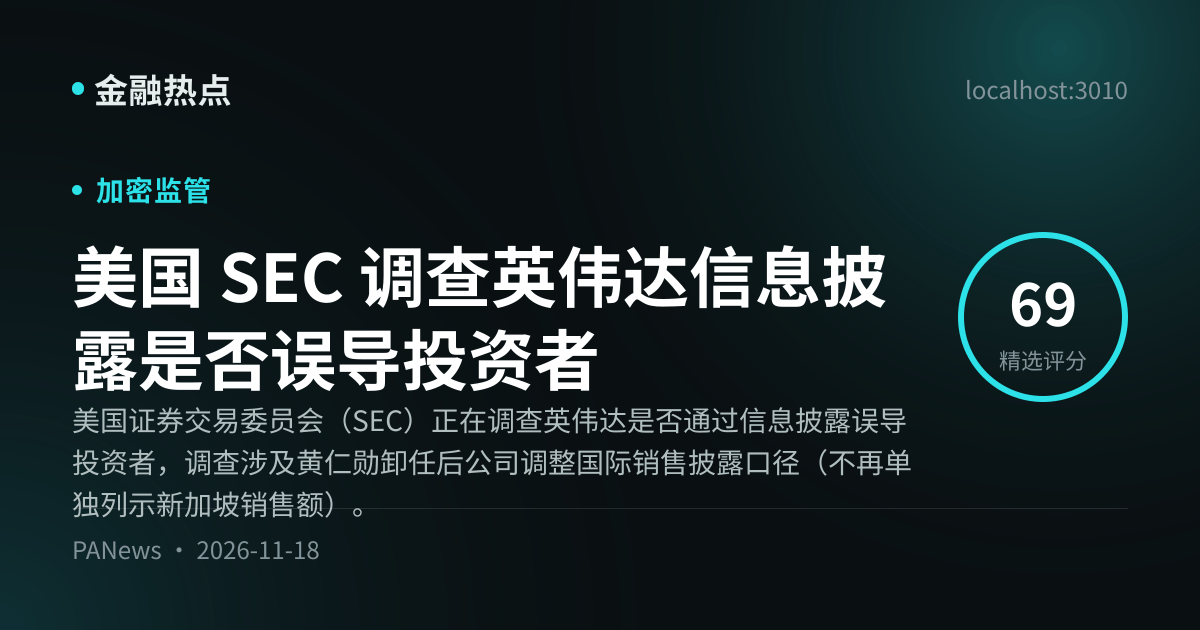 金融热点
localhost:3010
加密监管
美国 SEC 调查英伟达信息披
露是否误导投资者
69
精选评分
美国证券交易委员会（SEC）正在调查英伟达是否通过信息披露误导
投资者，调查涉及黄仁勋卸任后公司调整国际销售披露口径（不再单
独列示新加坡销售额）。
PANews • 2026-11-18